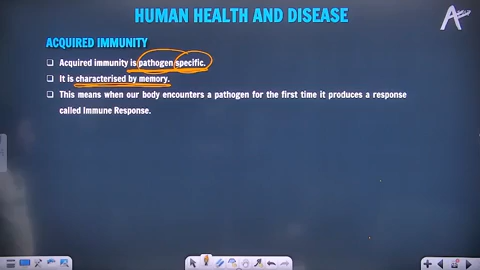 HUMAN HEALTH AND DISEASE
ACQUIRED IMMUNITY
Acquired immunity is pathogen specific.
It is characterised by memory.
This means when our body encounters a pathogen for the first time it produces a response
called Immune Response.